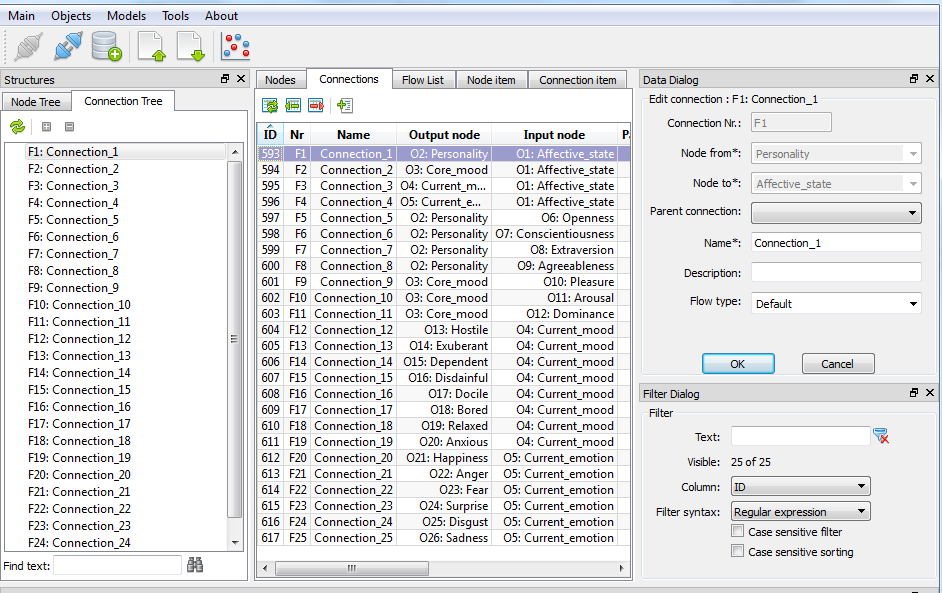 Main Objects Models Tools About
Structures
Node Tree Connection Tree
F1: Connection_1
F2: Connection_2
F3: Connection_3
F4: Connection_4
F5: Connection_5
F6: Connection_6
F7: Connection_7
F8: Connection_8
F9: Connection_9
F10: Connection_10
F11: Connection_11
F12: Connection_12
F13: Connection_13
F14: Connection_14
F15: Connection_15
F16: Connection_16
F17: Connection_17
F18: Connection_18
F19: Connection_19
F20: Connection_20
F21: Connection_21
F22: Connection_22
F23: Connection_23
F24: Connection_24
Find text:
Nodes Connections Flow List Node item Connection item
ID Nr Name Output node Input node P
593 F1 Connection_1 O2: Personality O1: Affective_state
594 F2 Connection_2 O3: Core_mood O1: Affective_state
595 F3 Connection_3 O4: Current_m... O1: Affective_state
596 F4 Connection_4 O5: Current_e... O1: Affective_state
597 F5 Connection_5 O2: Personality O6: Openness
598 F6 Connection_6 O2: Personality O7: Conscientiousness
599 F7 Connection_7 O2: Personality O8: Extraversion
600 F8 Connection_8 O2: Personality O9: Agreeableness
601 F9 Connection_9 O3: Core_mood O10: Pleasure
602 F10 Connection_10 O3: Core_mood O11: Arousal
603 F11 Connection_11 O3: Core_mood O12: Dominance
604 F12 Connection_12 O13: Hostile O4: Current_mood
605 F13 Connection_13 O14: Exuberant O4: Current_mood
606 F14 Connection_14 O15: Dependent O4: Current_mood
607 F15 Connection_15 O16: Disdainful O4: Current_mood
608 F16 Connection_16 O17: Docile O4: Current_mood
609 F17 Connection_17 O18: Bored O4: Current_mood
610 F18 Connection_18 O19: Relaxed O4: Current_mood
611 F19 Connection_19 O20: Anxious O4: Current_mood
612 F20 Connection_20 O21: Happiness O5: Current_emotion
613 F21 Connection_21 O22: Anger O5: Current_emotion
614 F22 Connection_22 O23: Fear O5: Current_emotion
615 F23 Connection_23 O24: Surprise O5: Current_emotion
616 F24 Connection_24 O25: Disgust O5: Current_emotion
617 F25 Connection_25 O26: Sadness O5: Current_emotion
Data Dialog
Edit connection : F1: Connection_1
Connection Nr.: F1
Node from*: Personality
Node to*: Affective_state
Parent connection:
Name*: Connection_1
Description:
Flow type: Default
OK Cancel
Filter Dialog
Filter
Text:
Visible: 25 of 25
Column: ID
Filter syntax: Regular expression
Case sensitive filter
Case sensitive sorting